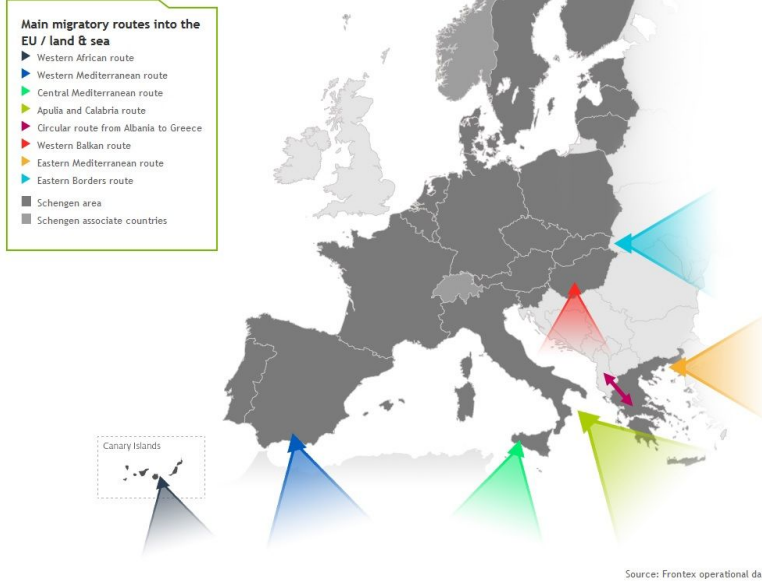 Main migratory routes into the
EU / land & sea
Western African route
Western Mediterranean route
Central Mediterranean route
Apulia and Calabria route
Circular route from Albania to Greece
Western Balkan route
Eastern Mediterranean route
Eastern Borders route
Schengen area
Schengen associate countries
Canary Islands
Source: Frontex operational da